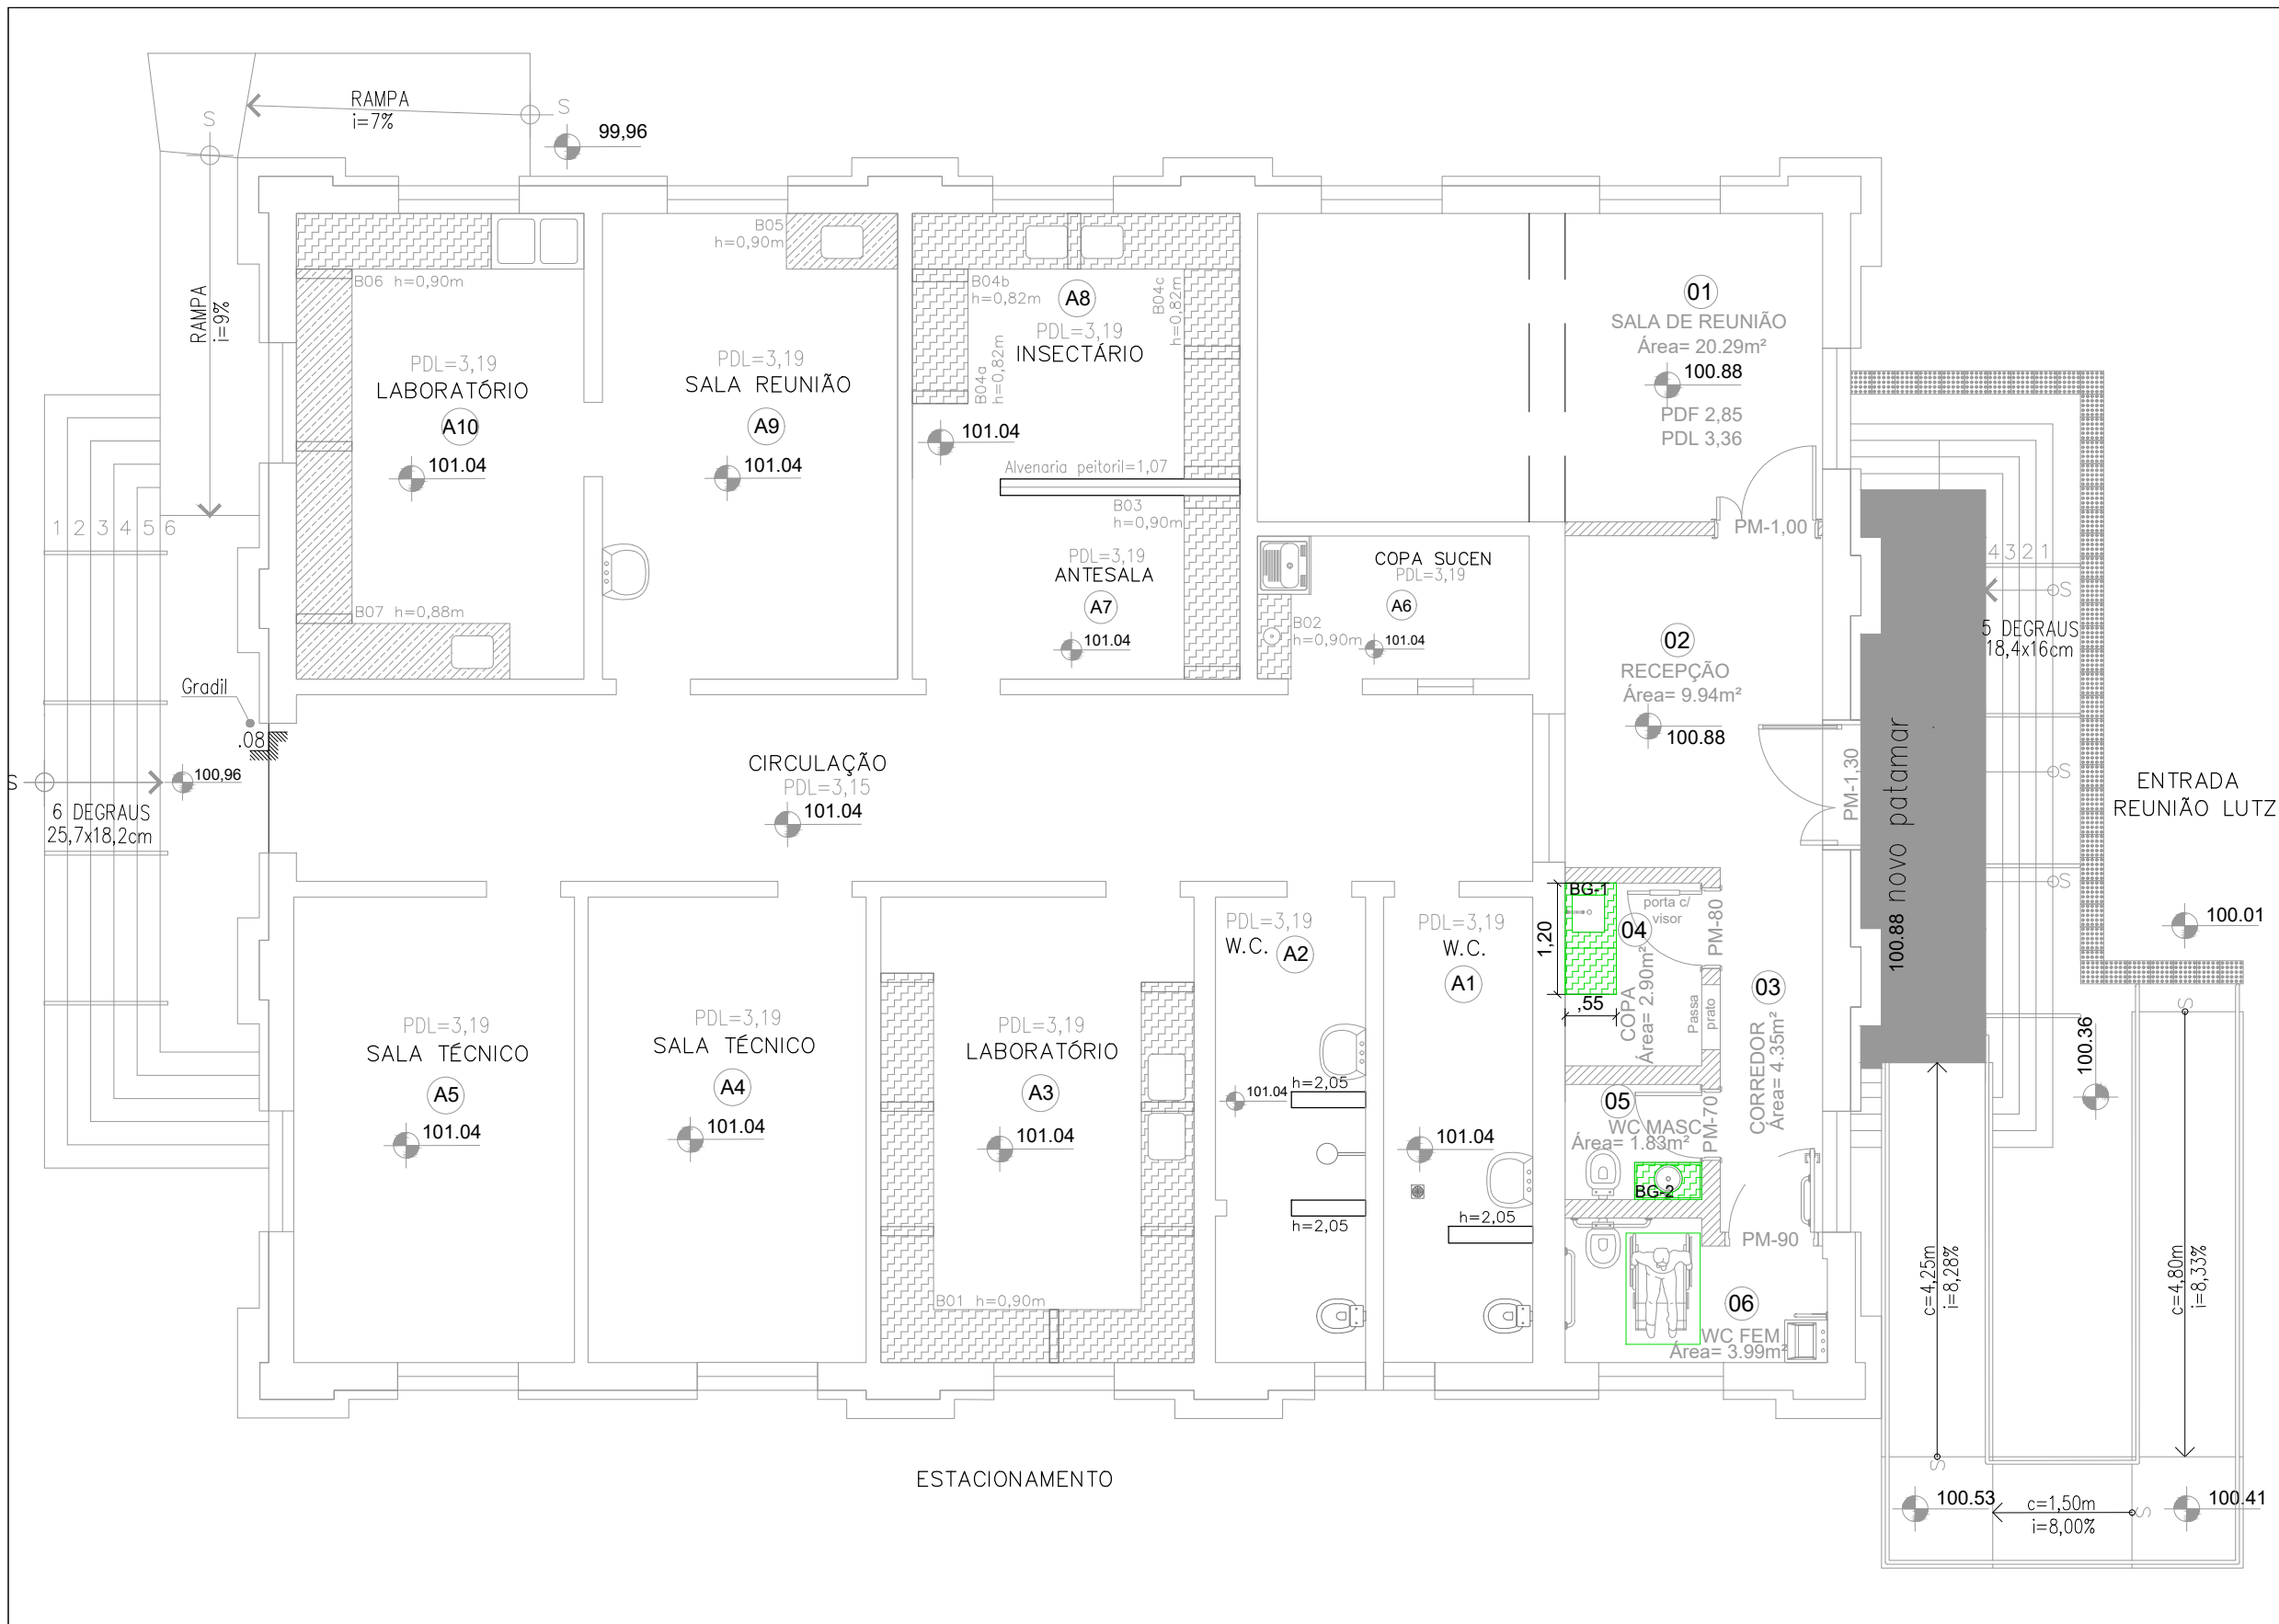 RAMPA
i=7%
S
S
99,96
RAMPA
i=9%
B05
h=0,90m
B06 h=0,90m
PDL=3,19
LABORATÓRIO
A10
101.04
B07 h=0,88m
PDL=3,19
SALA REUNIÃO
A9
101.04
B04b
h=0,82m
A8
PDL=3,19
INSECTÁRIO
B04c
h=0,82m
B04a
h=0,82m
101.04
Alvenaria peitoril=1,07
B03
h=0,90m
PDL=3,19
ANTESALA
A7
101.04
COPA SUCEN
PDL=3,19
A6
B02
h=0,90m
101.04
01
SALA DE REUNIÃO
Área= 20.29m²
100.88
PDF 2,85
PDL 3,36
PM-1,00
02
RECEPÇÃO
Área= 9.94m²
100.88
PM-1,30
100.88 novo patamar
4 3 2 1
S
5 DEGRAUS
18,4x16cm
S
S
ENTRADA
REUNIÃO LUTZ
100.01
100.36
1 2 3 4 5 6
Gradil
.08
S
100,96
6 DEGRAUS
25,7x18,2cm
CIRCULAÇÃO
PDL=3,15
101.04
PDL=3,19
SALA TÉCNICO
A5
101.04
PDL=3,19
SALA TÉCNICO
A4
101.04
PDL=3,19
LABORATÓRIO
A3
101.04
B01 h=0,90m
PDL=3,19
W.C.
A2
101.04
h=2,05
h=2,05
PDL=3,19
W.C.
A1
101.04
h=2,05
BG-1
1,20
,55
porta c/
visor
04
COPA
Área= 2.90m²
PM-80
Passa
prato
03
CORREDOR
Área= 4.35m²
05
WC MASC
Área= 1.83m²
PM-70
BG-2
PM-90
06
WC FEM
Área= 3.99m²
c=4,25m
i=8,28%
S
c=4,80m
i=8,33%
S
100.53
c=1,50m
i=8,00%
S
100.41
ESTACIONAMENTO